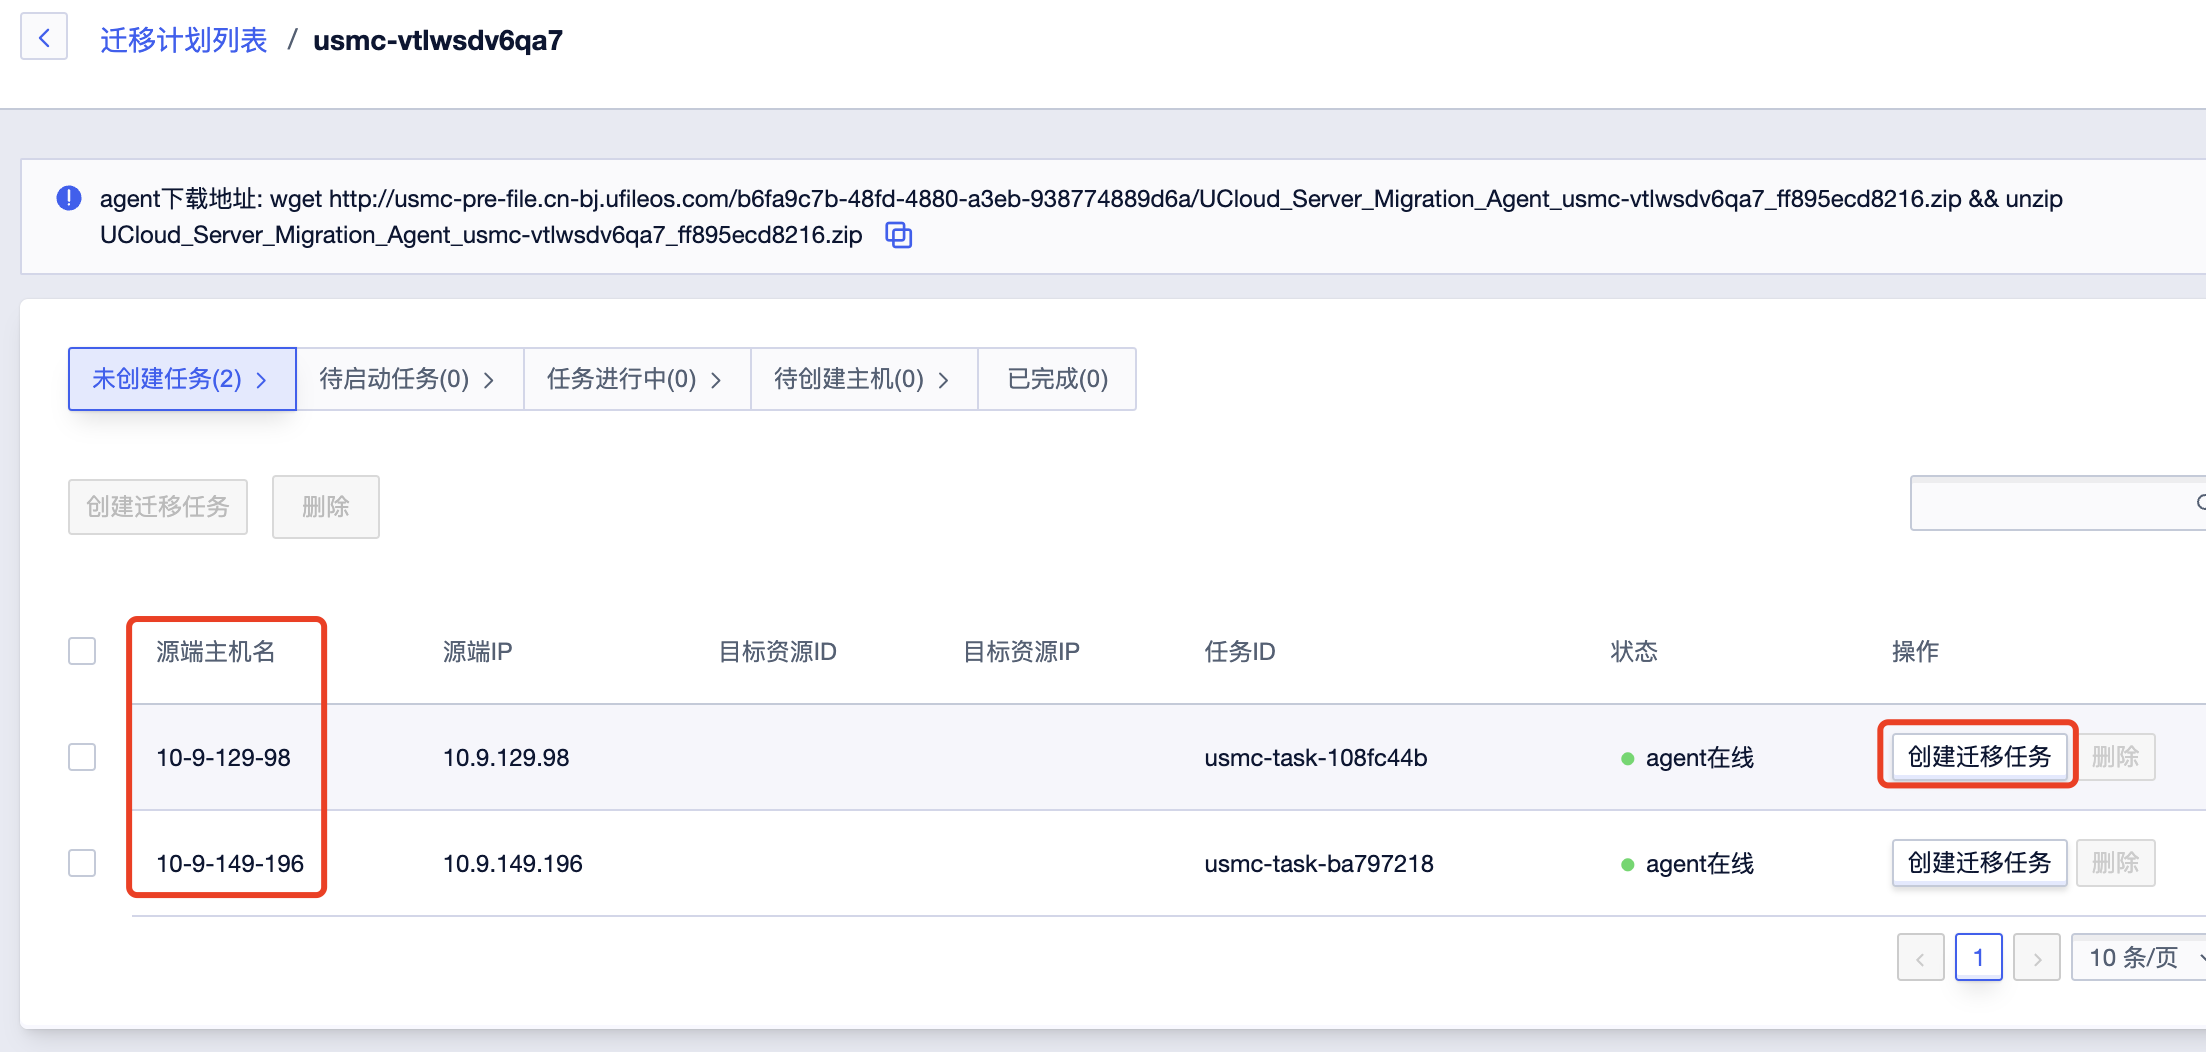 迁移计划列表 / usmc-vtlwsdv6qa7
agent下载地址: wget http://usmc-pre-file.cn-bj.ufileos.com/b6fa9c7b-48fd-4880-a3eb-938774889d6a/UCloud_Server_Migration_Agent_usmc-vtlwsdv6qa7_ff895ecd8216.zip && unzip
UCloud_Server_Migration_Agent_usmc-vtlwsdv6qa7_ff895ecd8216.zip
未创建任务(2) 待启动任务(0) 任务进行中(0) 待创建主机(0) 已完成(0)
创建迁移任务 删除
源端主机名 源端IP 目标资源ID 目标资源IP 任务ID 状态 操作
10-9-129-98 10.9.129.98 usmc-task-108fc44b agent在线 创建迁移任务 删除
10-9-149-196 10.9.149.196 usmc-task-ba797218 agent在线 创建迁移任务 删除
1 10 条/页